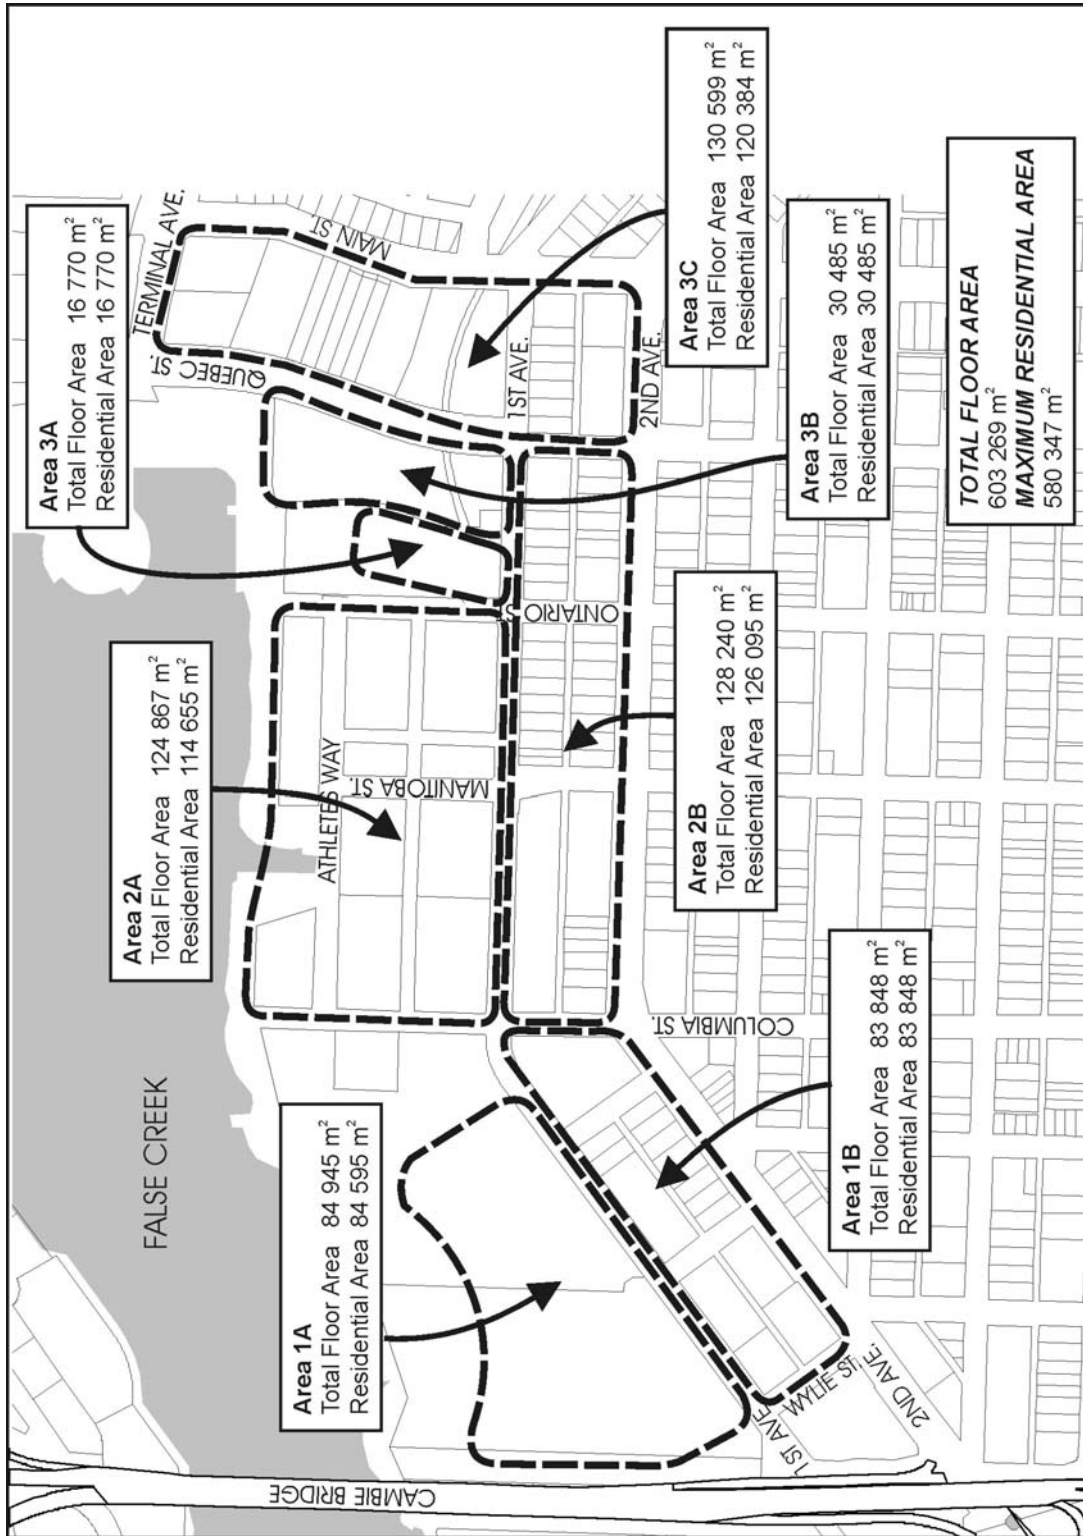 FALSE CREEK
CAMBIE BRIDGE
Area 1A
Total Floor Area 84 945 m²
Residential Area 84 595 m²
Area 2A
Total Floor Area 124 867 m²
Residential Area 114 655 m²
Area 3A
Total Floor Area 16 770 m²
Residential Area 16 770 m²
TERMINAL AVE.
QUEBEC ST.
MAIN ST.
ATHLETES WAY
MANITOBA ST.
ONTARIO ST.
1ST AVE.
2ND AVE.
COLUMBIA ST.
1ST AVE.
WYLIE ST.
2ND AVE.
Area 1B
Total Floor Area 83 848 m²
Residential Area 83 848 m²
Area 2B
Total Floor Area 128 240 m²
Residential Area 126 095 m²
Area 3B
Total Floor Area 30 485 m²
Residential Area 30 485 m²
Area 3C
Total Floor Area 130 599 m²
Residential Area 120 384 m²
TOTAL FLOOR AREA
603 269 m²
MAXIMUM RESIDENTIAL AREA
580 347 m²